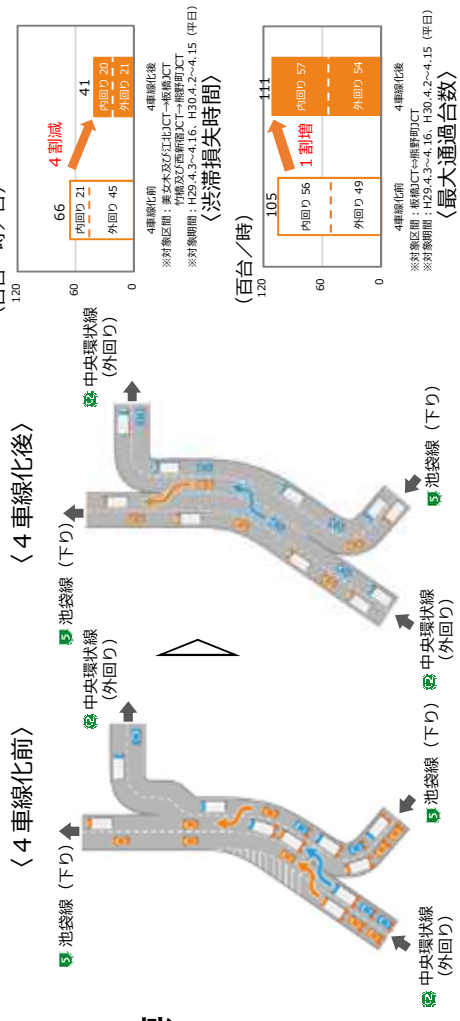 〈４車線化前〉
5 池袋線（下り）
中央環状線
（外回り）
中央環状線
（外回り）
5 池袋線（下り）
〈４車線化後〉
5 池袋線（下り）
中央環状線
（外回り）
中央環状線
（外回り）
5 池袋線（下り）
120
60
0
66
内回り 21
外回り 45
４割減
41
内回り 20
外回り 21
4車線化前
4車線化後
※対象区間：美女木及び江北JCT→板橋JCT
竹橋及び西新宿JCT→熊野町JCT
※対象期間：H29.4.3～4.16、H30.4.2～4.15（平日）
〈渋滞損失時間〉
（百台／時）
120
60
0
105
内回り 56
外回り 49
１割増
111
内回り 57
外回り 54
4車線化前
4車線化後
※対象区間：板橋JCT⇔熊野町JCT
※対象期間：H29.4.3～4.16、H30.4.2～4.15（平日）
〈最大通過台数〉